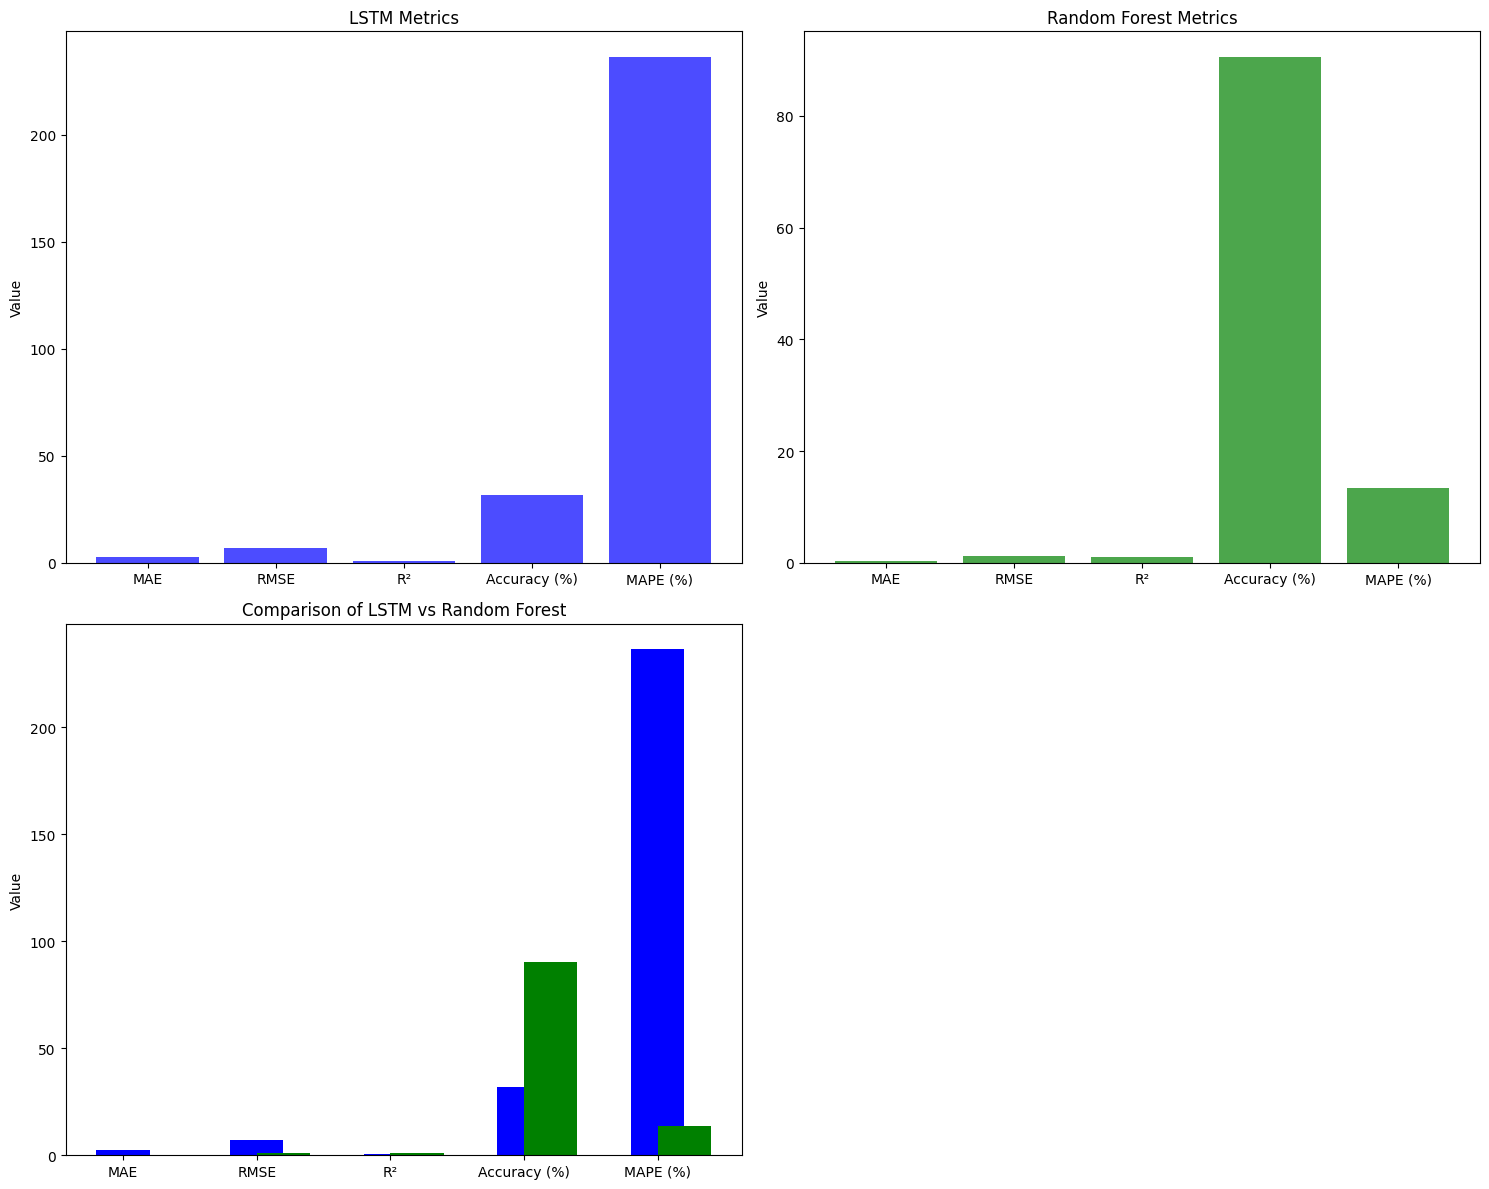 LSTM Metrics
Value
200
150
100
50
0
MAE
RMSE
R²
Accuracy (%)
MAPE (%)
Random Forest Metrics
Value
80
60
40
20
0
MAE
RMSE
R²
Accuracy (%)
MAPE (%)
Comparison of LSTM vs Random Forest
Value
200
150
100
50
0
MAE
RMSE
R²
Accuracy (%)
MAPE (%)